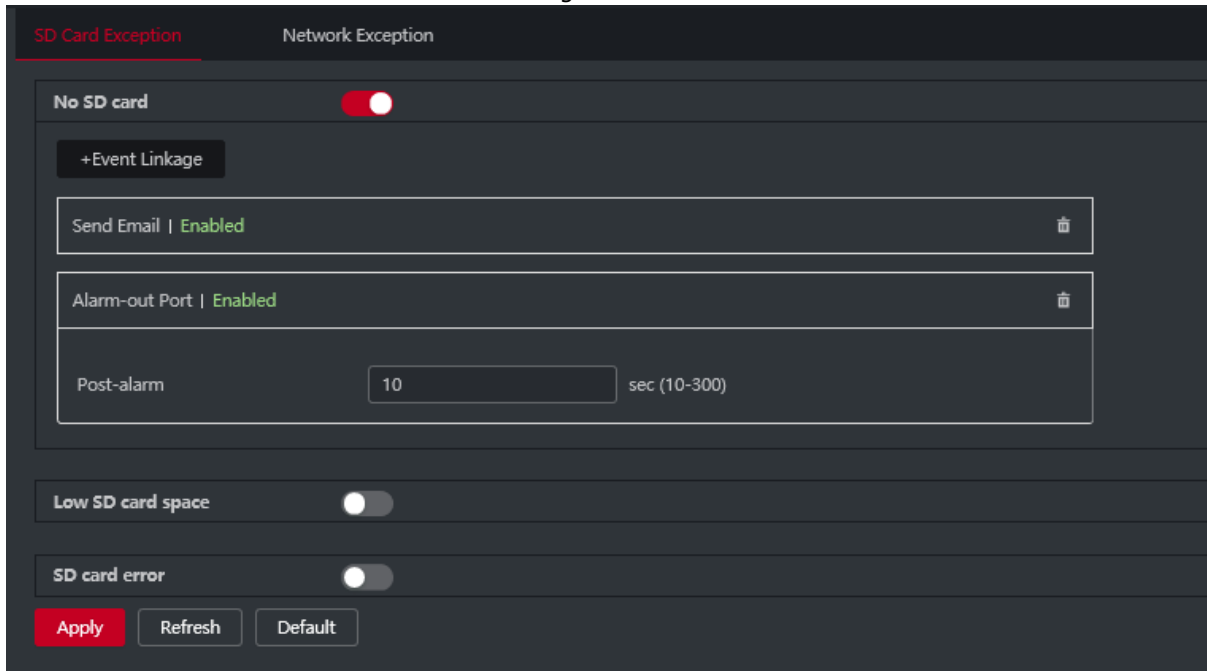 SD Card Exception Network Exception
No SD card
+Event Linkage
Send Email | Enabled
Alarm-out Port | Enabled
Post-alarm 10 sec (10-300)
Low SD card space
SD card error
Apply Refresh Default